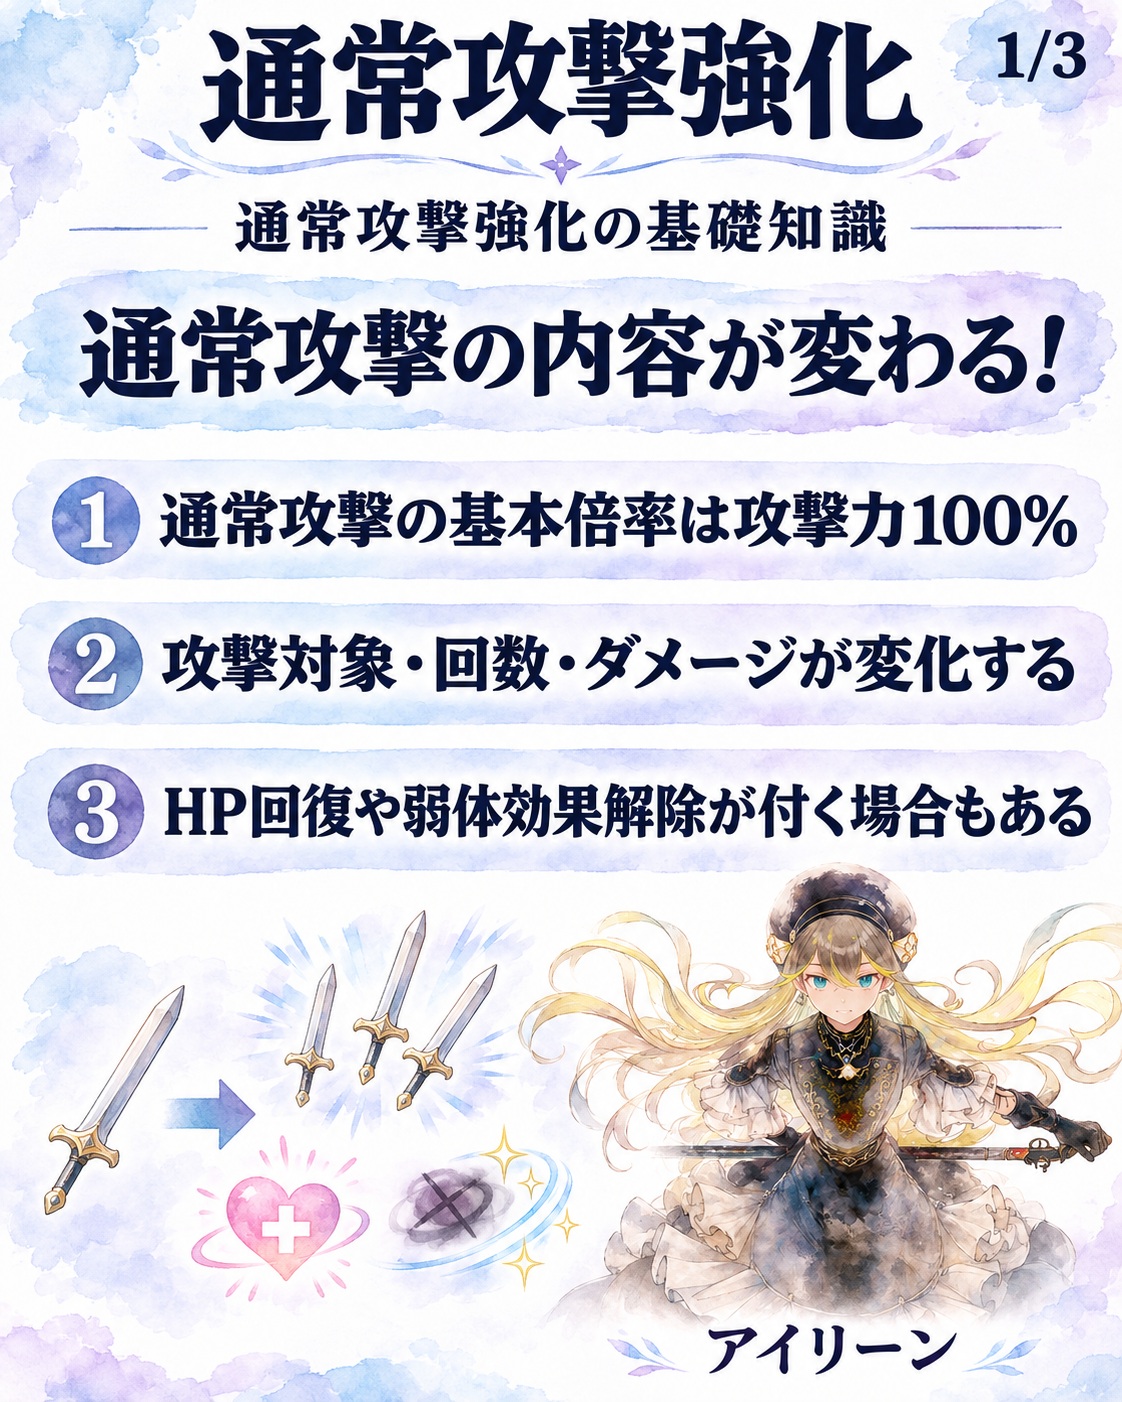 通常攻撃強化
1/3
通常攻撃強化の基礎知識
通常攻撃の内容が変わる!
1 通常攻撃の基本倍率は攻撃力100%
2 攻撃対象・回数・ダメージが変化する
3 HP回復や弱体効果解除が付く場合もある
アイリーン